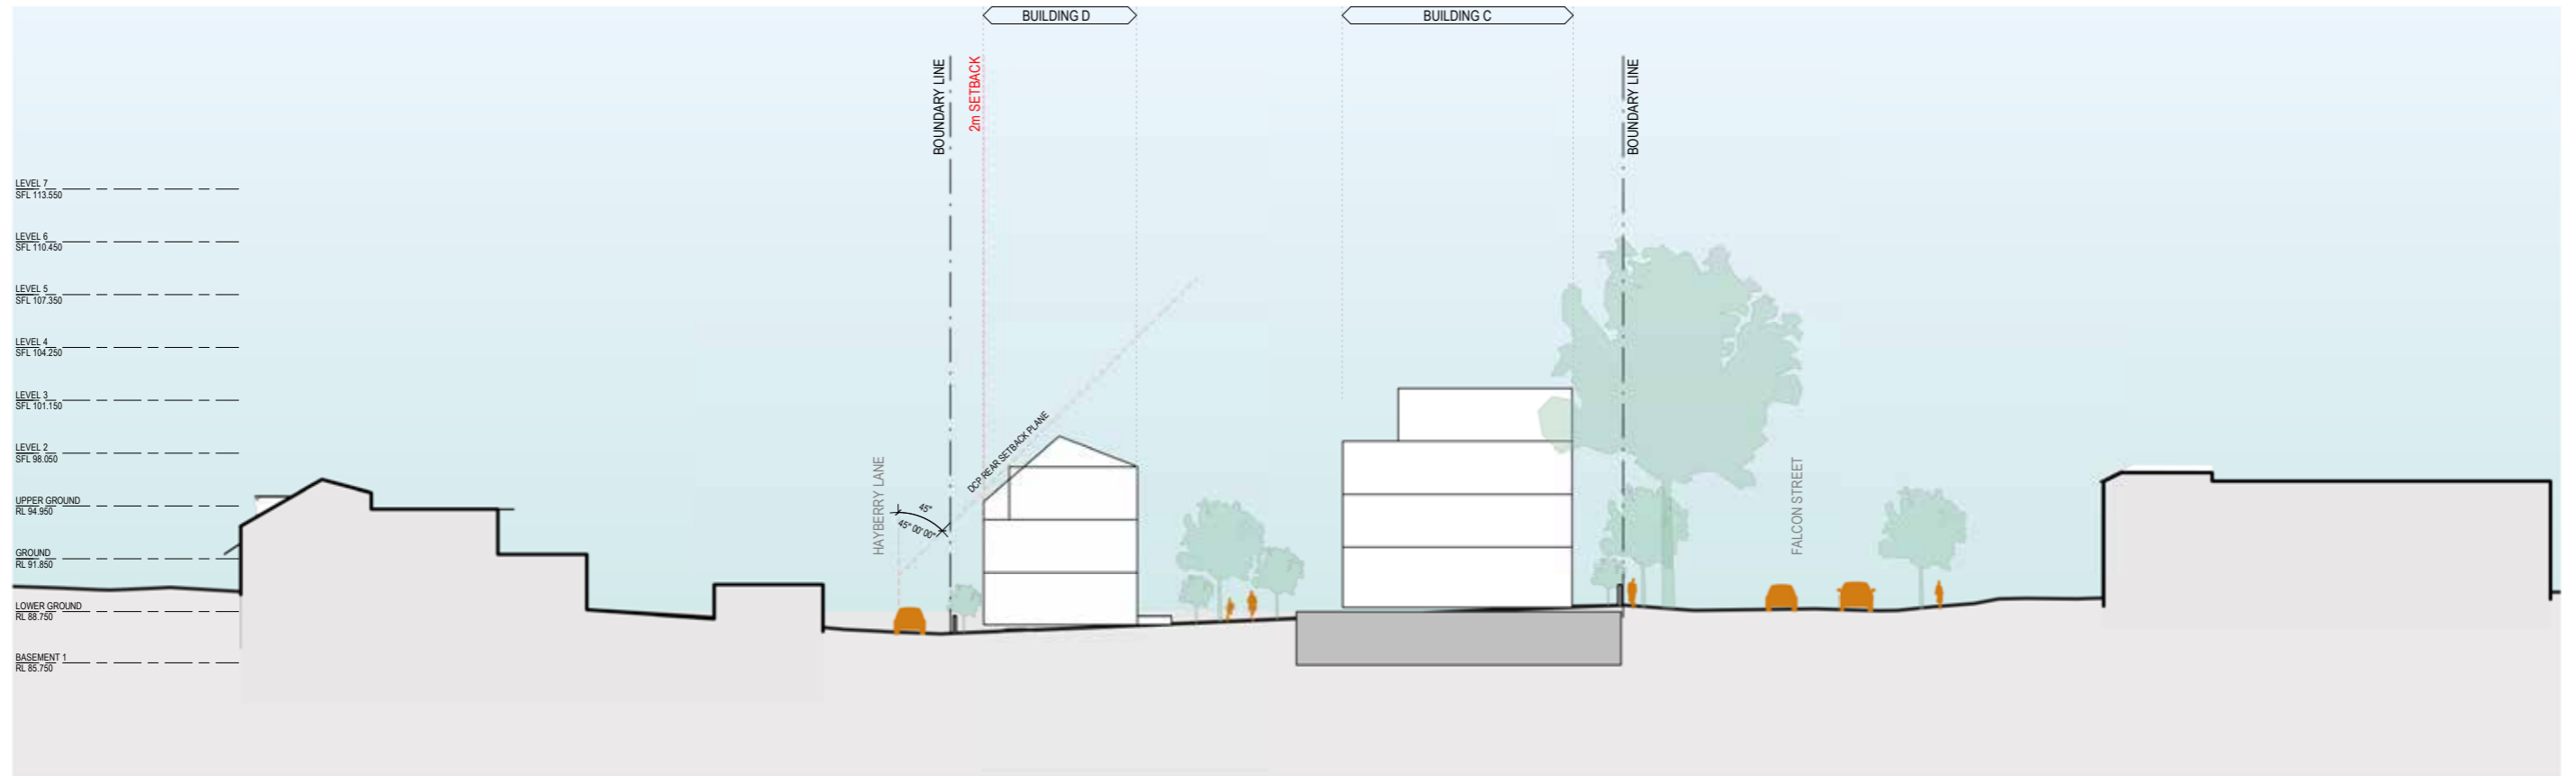 BUILDING D
BUILDING C
BOUNDARY LINE
2m SETBACK
BOUNDARY LINE
LEVEL 7
SFL 113.550
LEVEL 6
SFL 110.450
LEVEL 5
SFL 107.350
LEVEL 4
SFL 104.250
LEVEL 3
SFL 101.150
LEVEL 2
SFL 98.050
UPPER GROUND
RL 94.950
GROUND
RL 91.850
LOWER GROUND
RL 88.750
BASEMENT 1
RL 85.750
HAYBERRY LANE
45°
45° 00' 00"
DCP REAR SETBACK PLANE
FALCON STREET